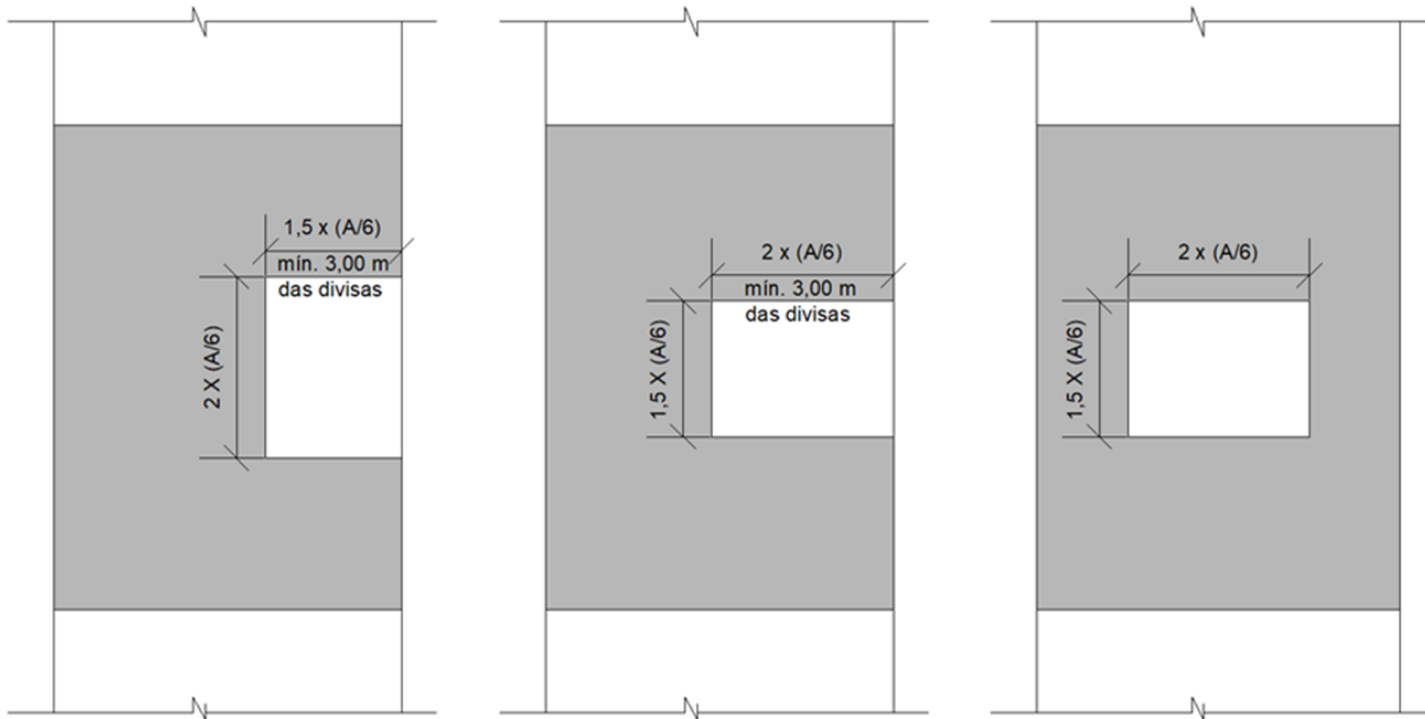 1,5 x (A/6)
mín. 3,00 m
das divisas
2 X (A/6)
2 x (A/6)
mín. 3,00 m
das divisas
1,5 X (A/6)
2 x (A/6)
1,5 X (A/6)